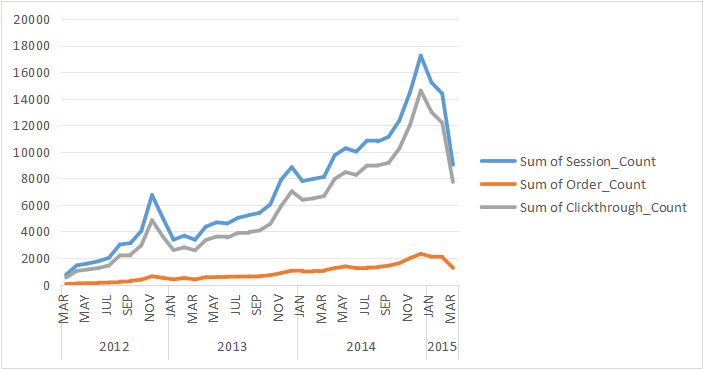 20000
18000
16000
14000
12000
10000
8000
6000
4000
2000
0
Sum of Session_Count
Sum of Order_Count
Sum of Clickthrough_Count
MAR MAY JUL SEP NOV JAN MAR MAY JUL SEP NOV JAN MAR MAY JUL SEP NOV JAN MAR
2012 2013 2014 2015